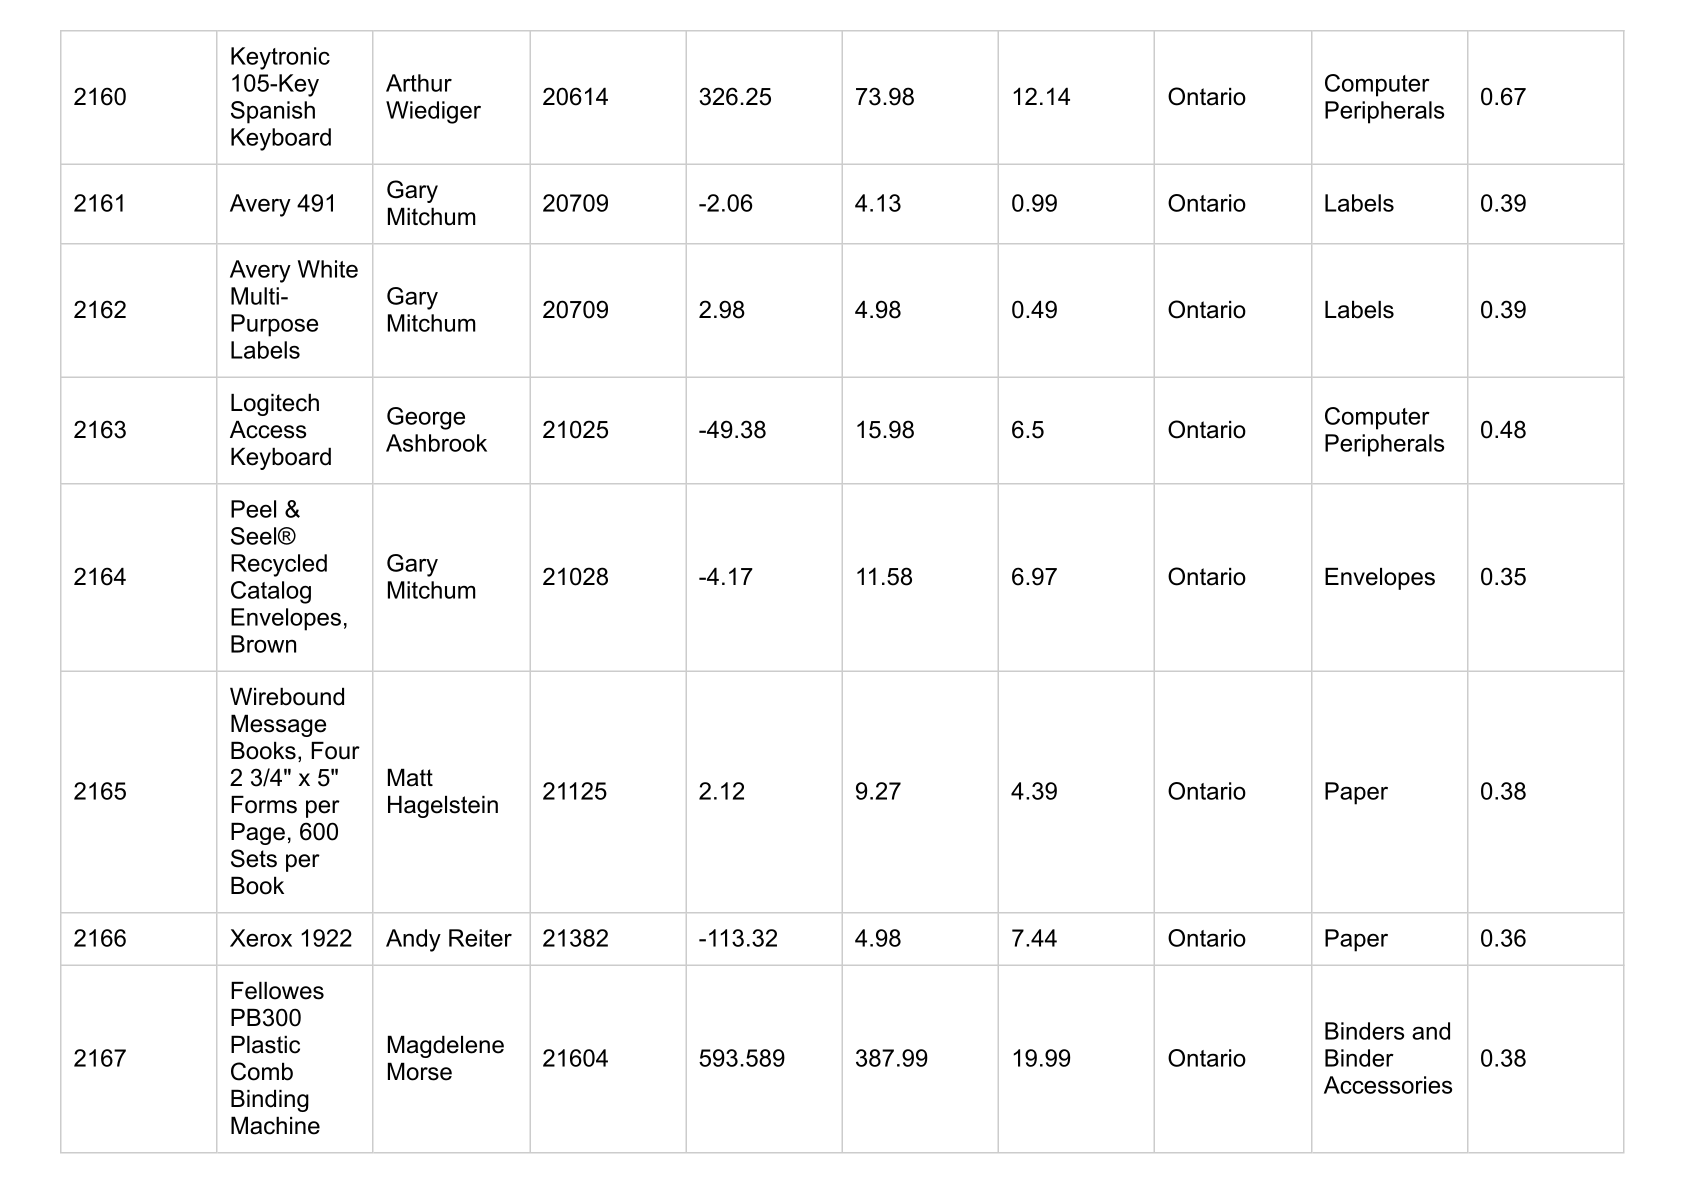 2160 Keytronic 105-Key Spanish Keyboard Arthur Wiediger 20614 326.25 73.98 12.14 Ontario Computer Peripherals 0.67
2161 Avery 491 Gary Mitchum 20709 -2.06 4.13 0.99 Ontario Labels 0.39
2162 Avery White Multi-Purpose Labels Gary Mitchum 20709 2.98 4.98 0.49 Ontario Labels 0.39
2163 Logitech Access Keyboard George Ashbrook 21025 -49.38 15.98 6.5 Ontario Computer Peripherals 0.48
2164 Peel & Seel® Recycled Catalog Envelopes, Brown Gary Mitchum 21028 -4.17 11.58 6.97 Ontario Envelopes 0.35
2165 Wirebound Message Books, Four 2 3/4" x 5" Forms per Page, 600 Sets per Book Matt Hagelstein 21125 2.12 9.27 4.39 Ontario Paper 0.38
2166 Xerox 1922 Andy Reiter 21382 -113.32 4.98 7.44 Ontario Paper 0.36
2167 Fellowes PB300 Plastic Comb Binding Machine Magdelene Morse 21604 593.589 387.99 19.99 Ontario Binders and Binder Accessories 0.38